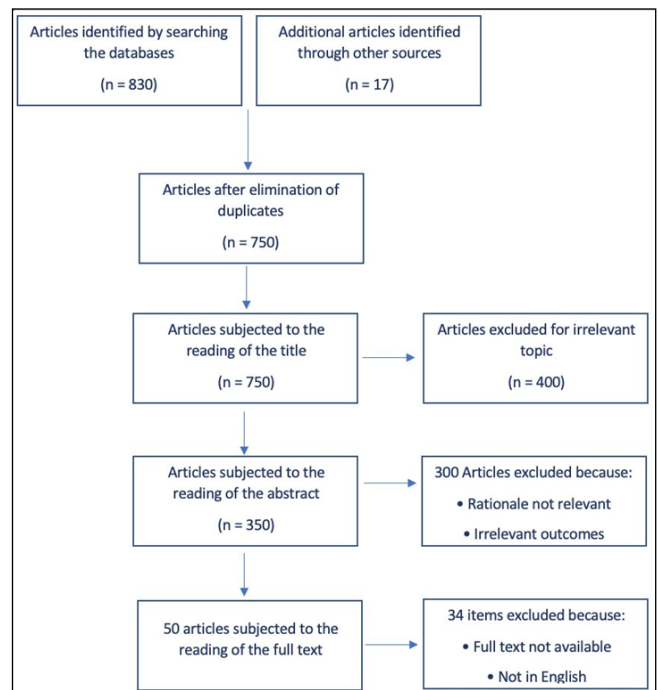 Articles identified by searching
the databases
(n = 830)
Additional articles identified
through other sources
(n = 17)
Articles after elimination of
duplicates
(n = 750)
Articles subjected to the
reading of the title
(n = 750)
Articles excluded for irrelevant
topic
(n = 400)
Articles subjected to the
reading of the abstract
(n = 350)
300 Articles excluded because:
• Rationale not relevant
• Irrelevant outcomes
50 articles subjected to the
reading of the full text
34 items excluded because:
• Full text not available
• Not in English